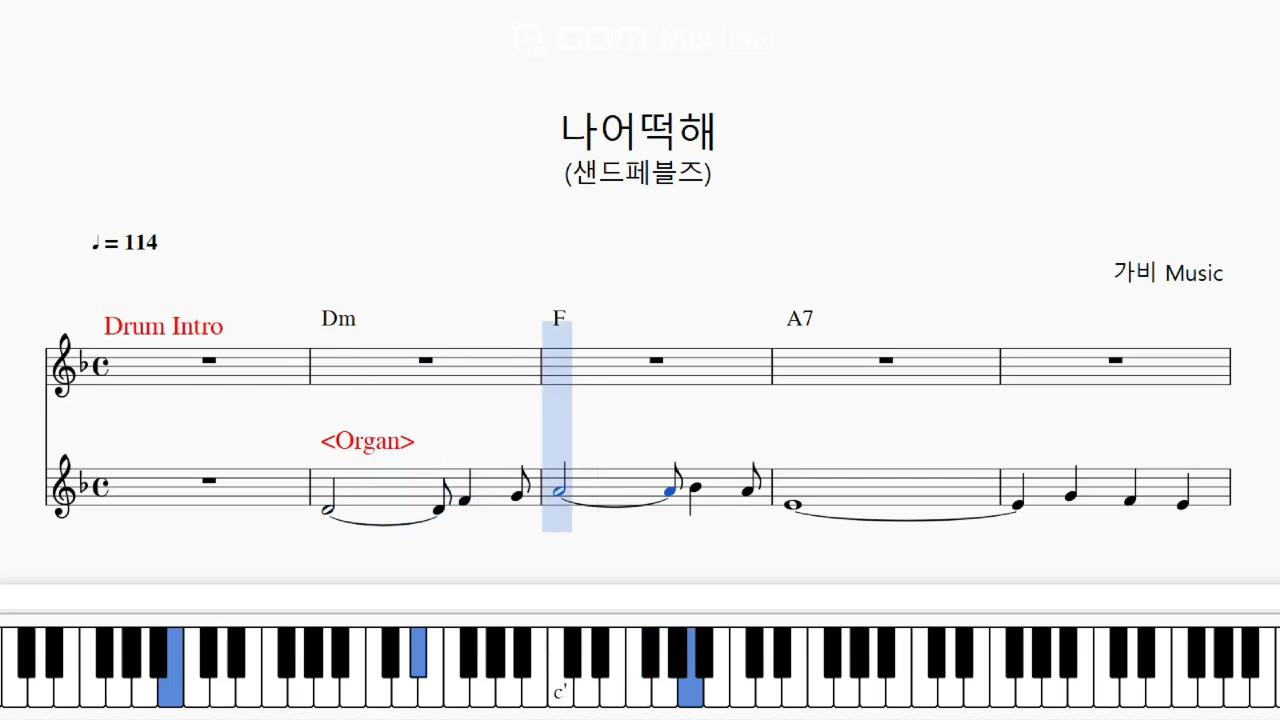 GOM Mix Pro
나어떡해
(샌드페블즈)
♩ = 114
가비 Music
Drum Intro
Dm
F
A7
<Organ>
c'